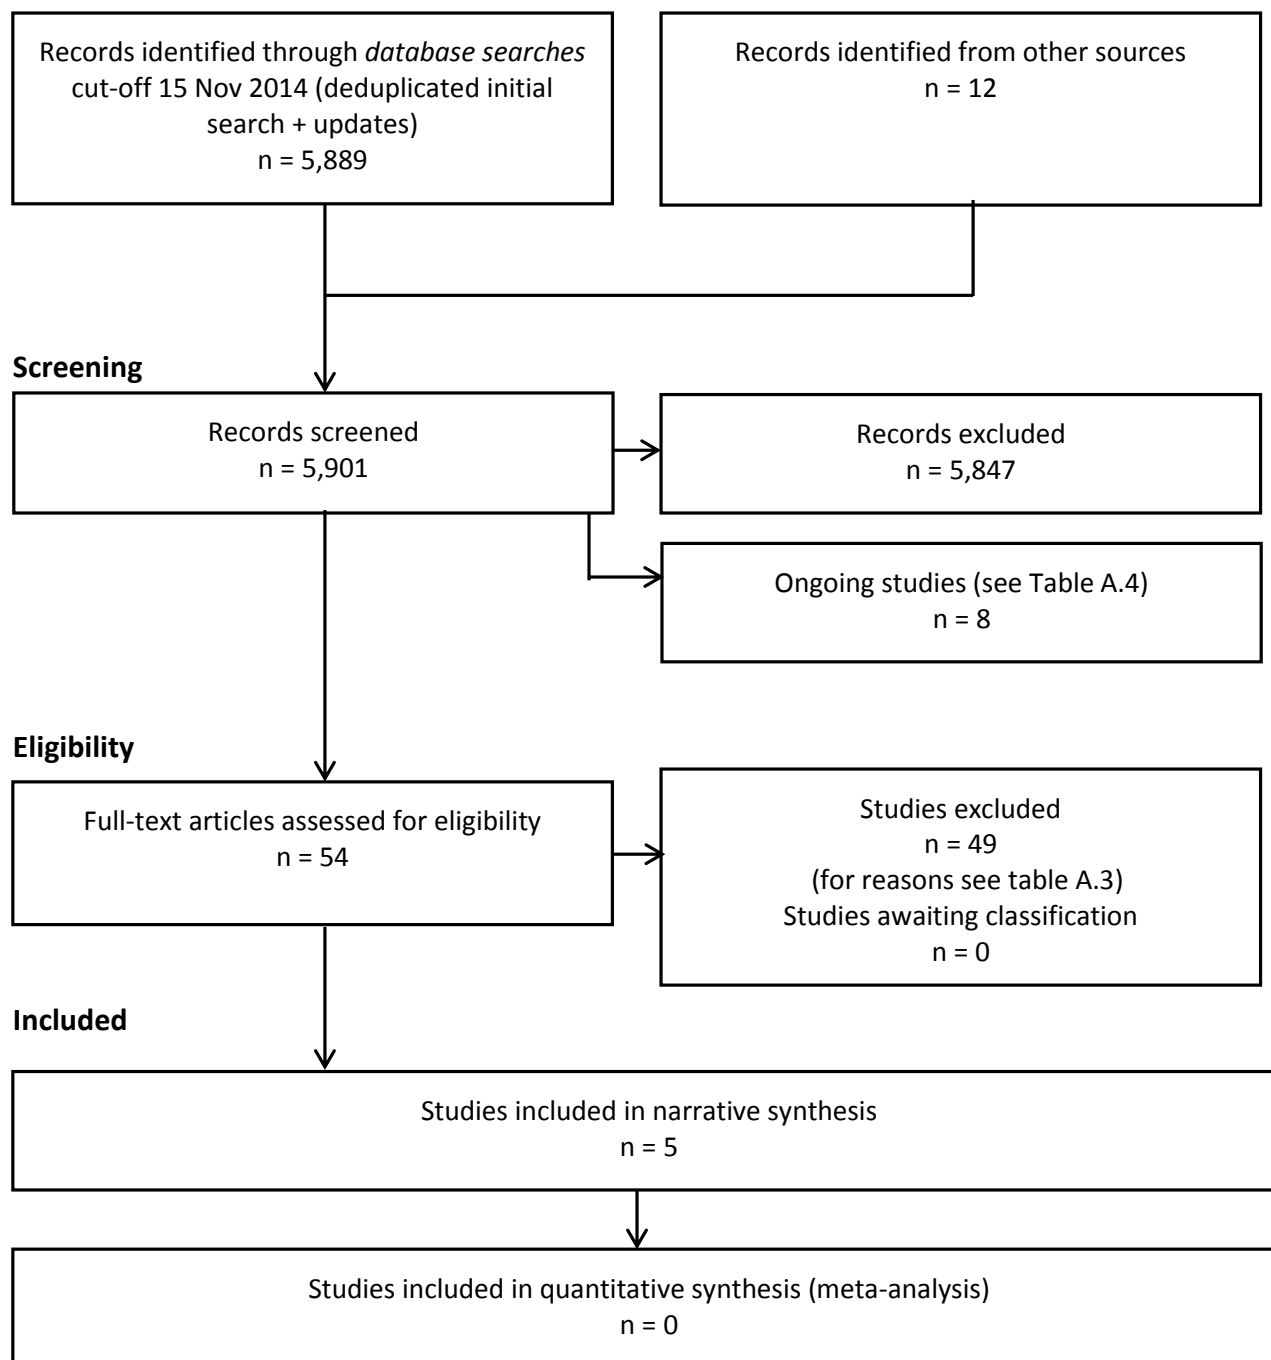 Records identified through database searches
cut-off 15 Nov 2014 (deduplicated initial
search + updates)
n = 5,889
Records identified from other sources
n = 12
Screening
Records screened
n = 5,901
Records excluded
n = 5,847
Ongoing studies (see Table A.4)
n = 8
Eligibility
Full-text articles assessed for eligibility
n = 54
Studies excluded
n = 49
(for reasons see table A.3)
Studies awaiting classification
n = 0
Included
Studies included in narrative synthesis
n = 5
Studies included in quantitative synthesis (meta-analysis)
n = 0